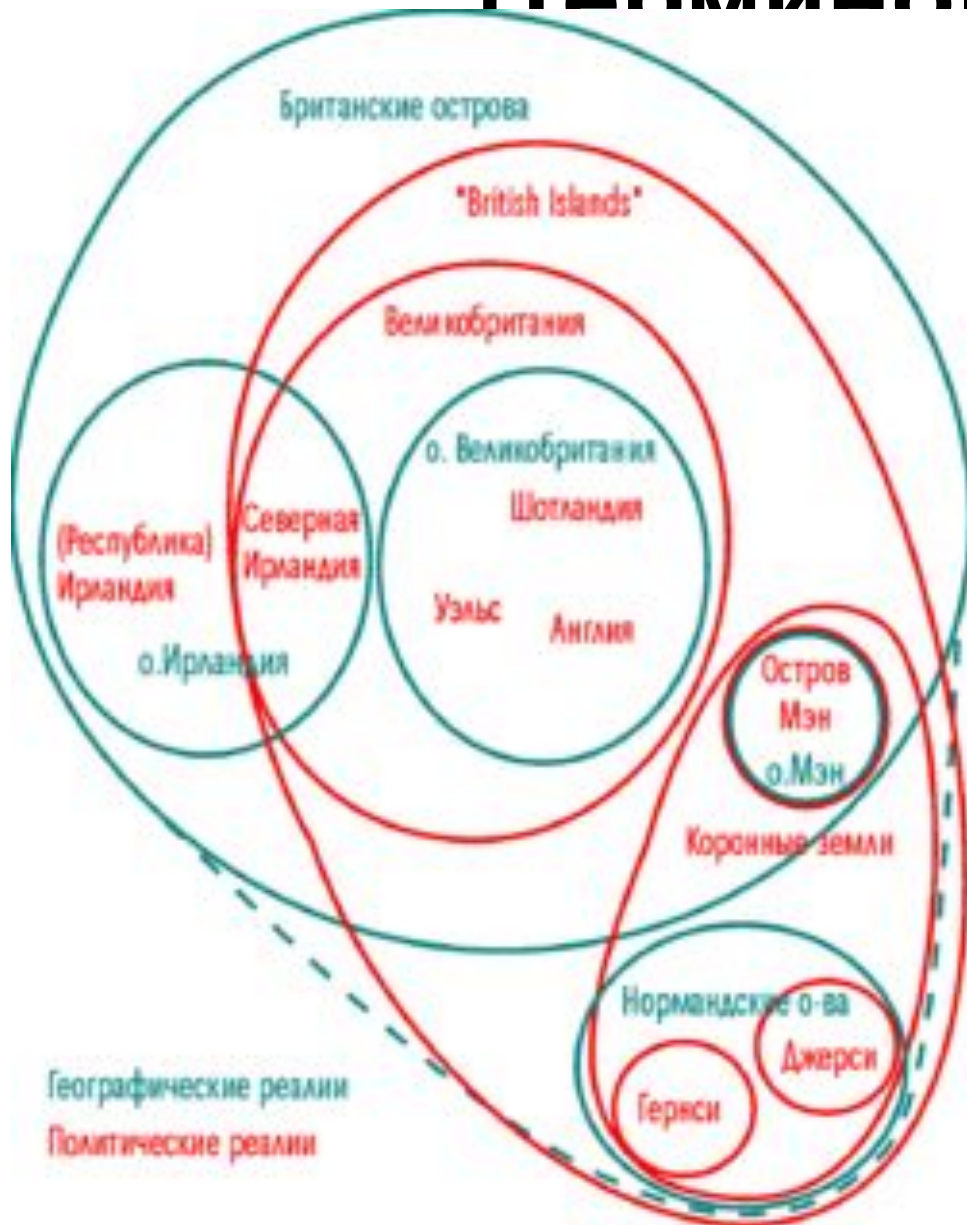 Британские острова
"British Islands"
Великобритания
о. Великобритания
Шотландия
Северная
Ирландия
(Республика)
Ирландия
Уэльс
Англия
о.Ирландия
Остров
Мэн
о.Мэн
Коронные земли
Нормандские о-ва
Джерси
Гернси
Географические реалии
Политические реалии